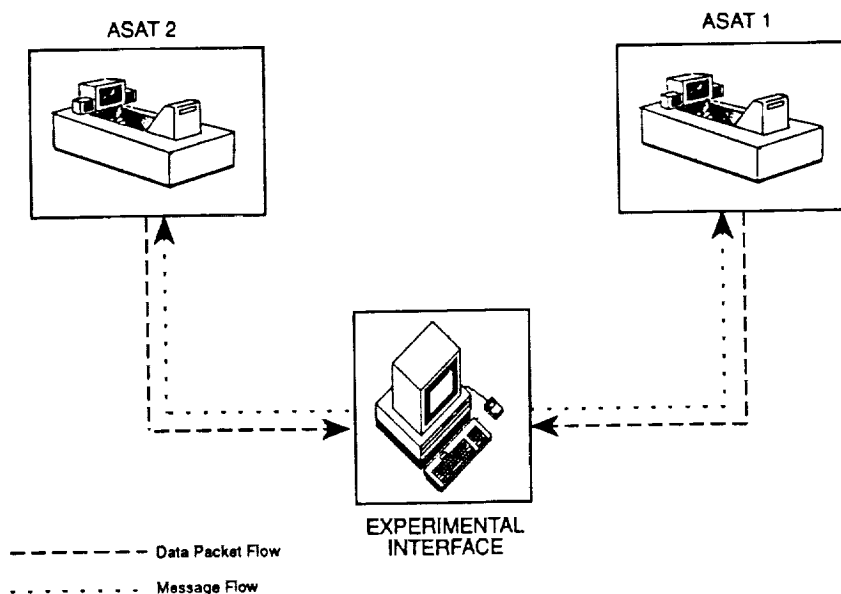 ASAT 2
ASAT 1
EXPERIMENTAL
INTERFACE
Data Packet Flow
Message Flow